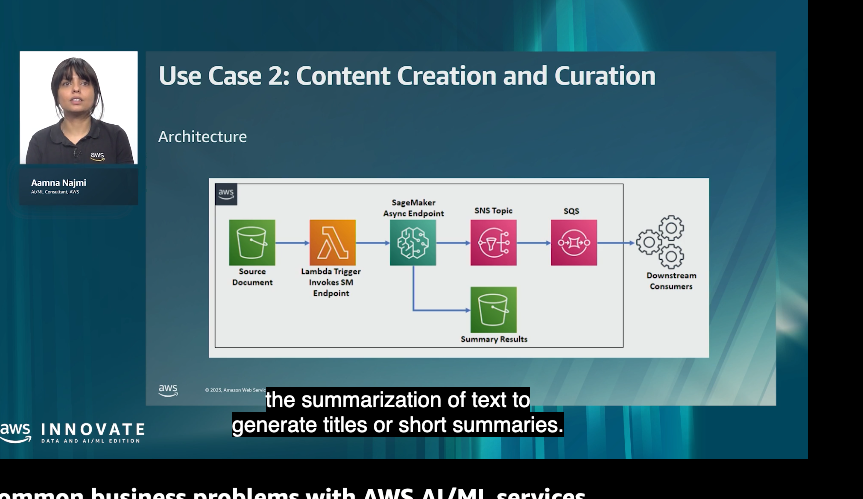 Use Case 2: Content Creation and Curation
Architecture
aws
Aamna Najmi
AI/ML Consultant, AWS
aws
SageMaker
Async Endpoint
SNS Topic
SQS
Source
Document
Lambda Trigger
Invokes SM
Endpoint
Downstream
Consumers
Summary Results
aws
© 2023, Amazon Web
the summarization of text to
generate titles or short summaries.
aws INNOVATE
DATA AND AI/ML EDITION
business problems with AWS AI/ML services